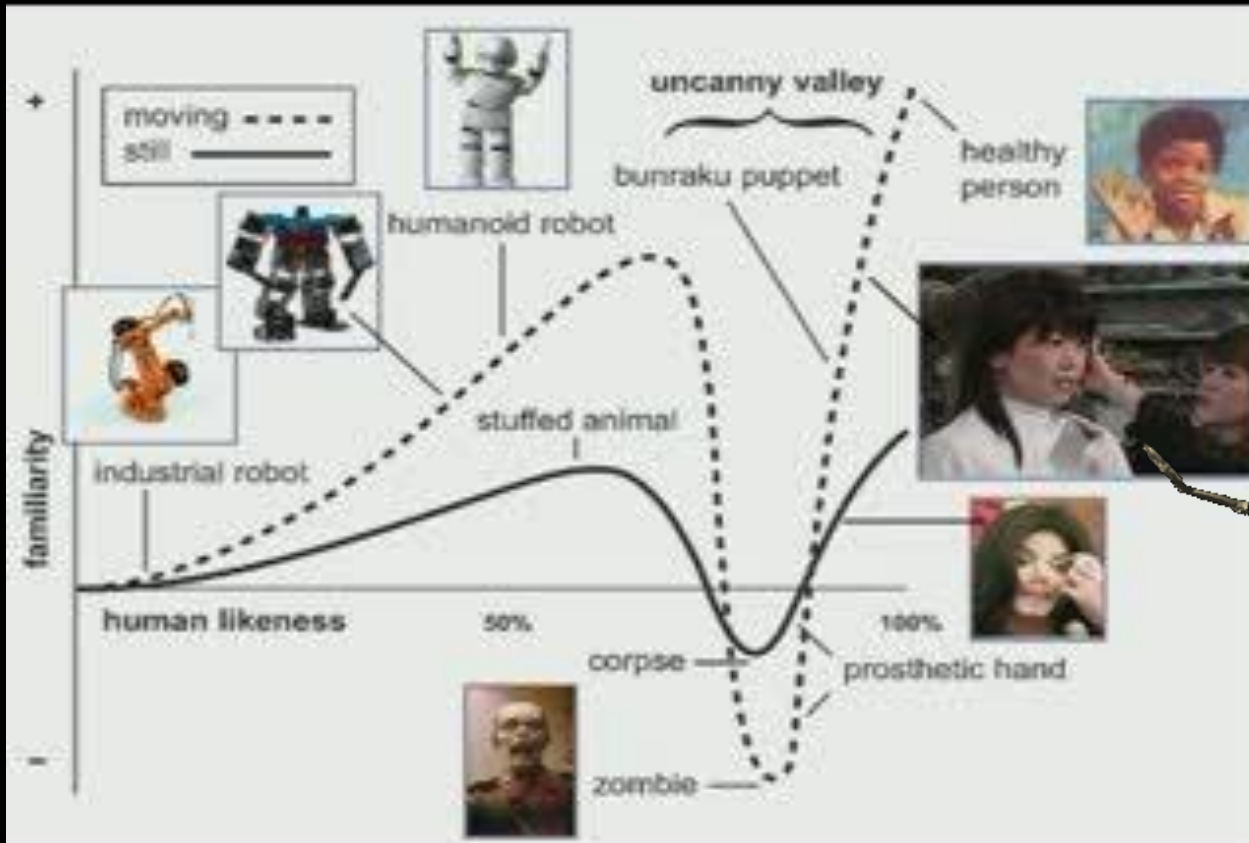 +
uncanny valley
moving
still
healthy
person
bunraku puppet
humanoid robot
stuffed animal
industrial robot
familiarity
human likeness
50%
100%
corpse
prosthetic hand
–
zombie